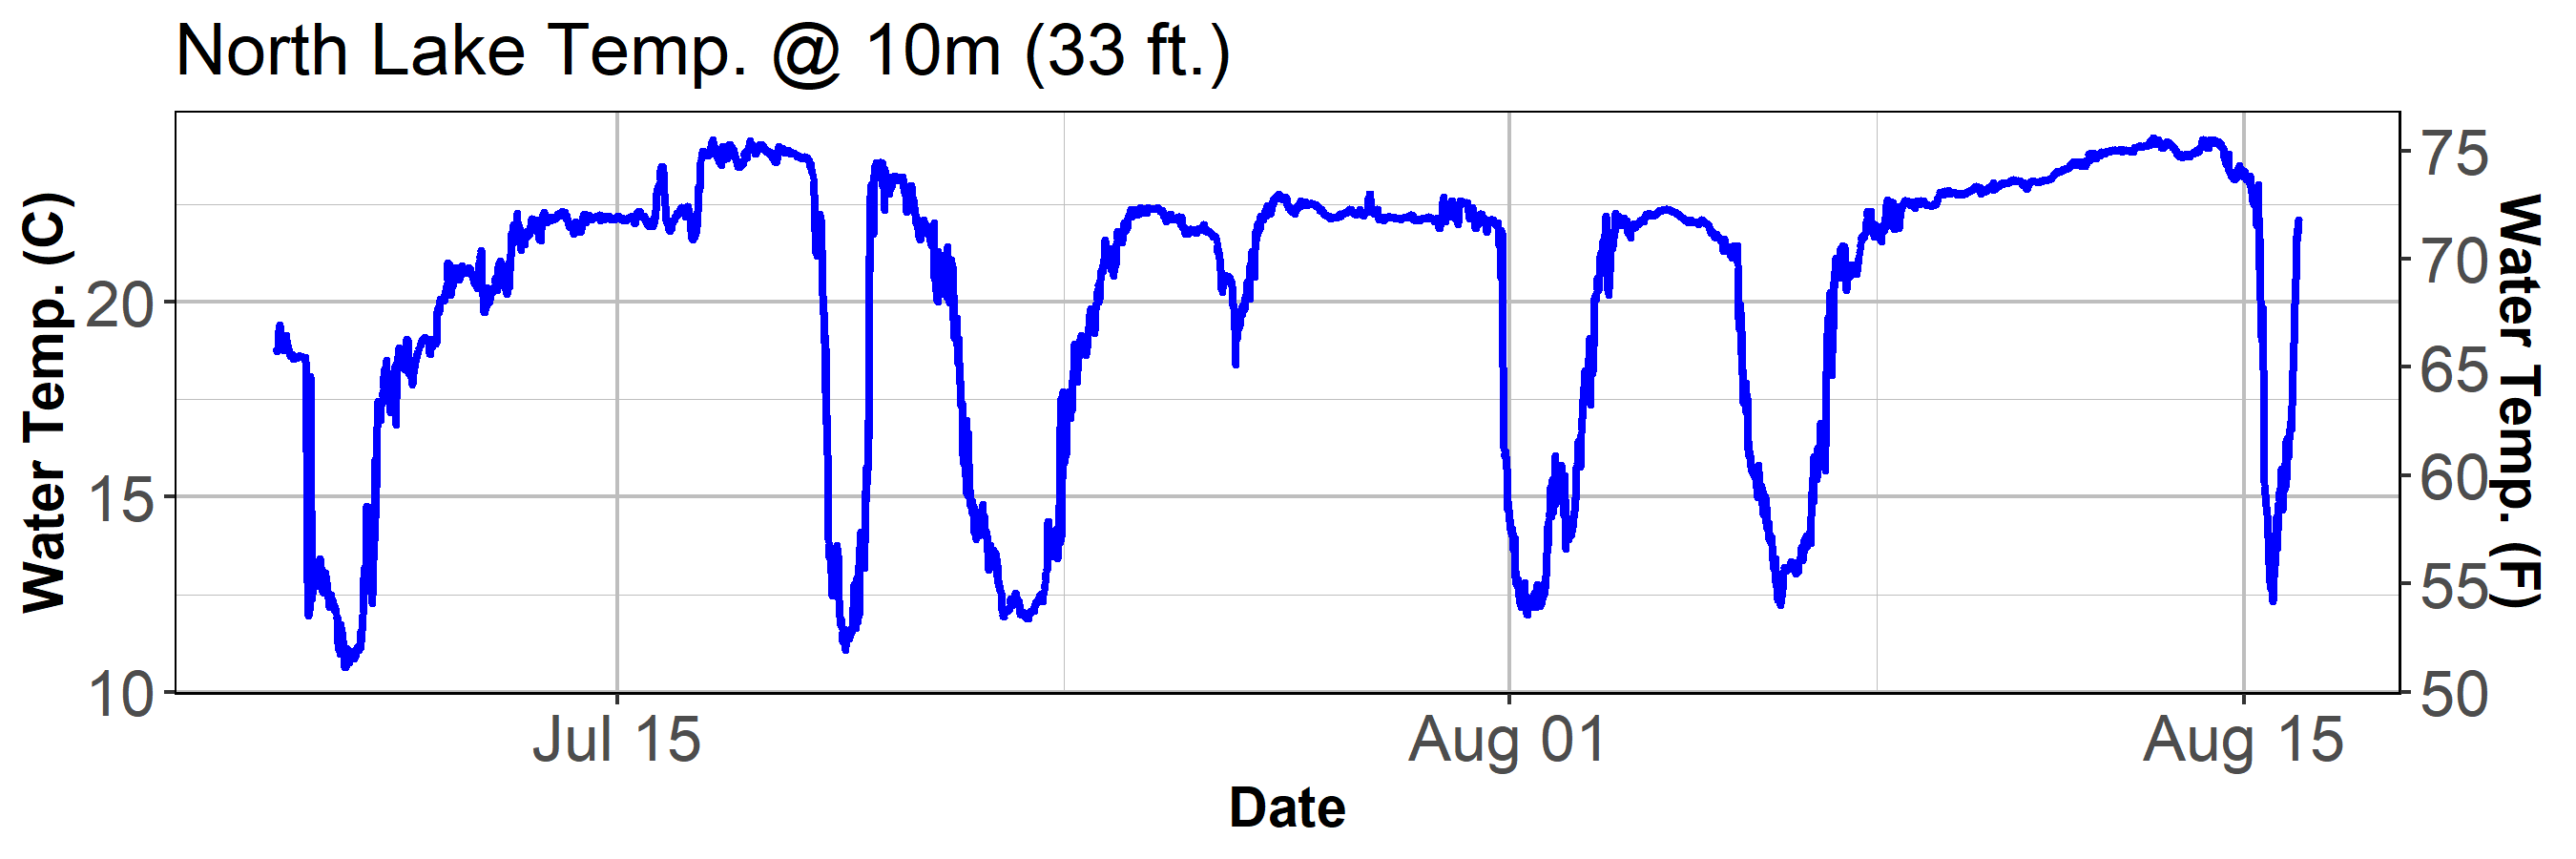 North Lake Temp. @ 10m (33 ft.)
Water Temp. (C)
20
15
10
75
70
65
60
55
50
Water Temp. (F)
Jul 15
Aug 01
Aug 15
Date